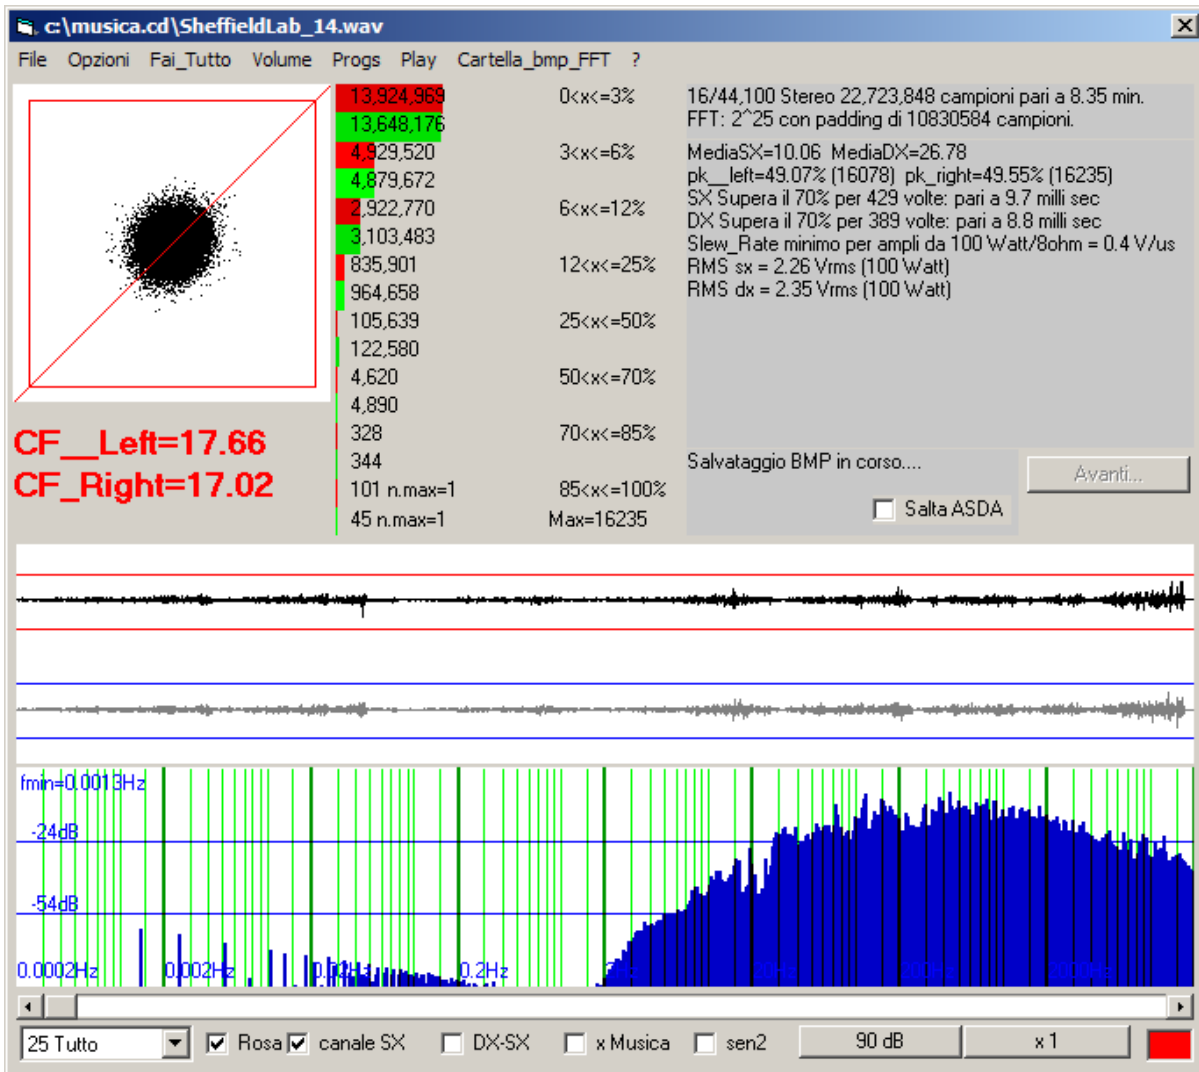 c:\musica.cd\SheffieldLab_14.wav
File Opzioni Fai_Tutto Volume Progs Play Cartella_bmp_FFT ?
13,924,969 0<x<=3%
13,648,176
4,929,520 3<x<=6%
4,879,672
2,922,770 6<x<=12%
3,103,483
835,901 12<x<=25%
964,658
105,639 25<x<=50%
122,580
4,620 50<x<=70%
4,890
328 70<x<=85%
344
101 n.max=1 85<x<=100%
45 n.max=1 Max=16235
16/44,100 Stereo 22,723,848 campioni pari a 8.35 min.
FFT: 2^25 con padding di 10830584 campioni.
MediaSX=10.06 MediaDX=26.78
pk__left=49.07% (16078) pk_right=49.55% (16235)
SX Supera il 70% per 429 volte: pari a 9.7 milli sec
DX Supera il 70% per 389 volte: pari a 8.8 milli sec
Slew_Rate minimo per ampli da 100 Watt/8ohm = 0.4 V/us
RMS sx = 2.26 Vrms (100 Watt)
RMS dx = 2.35 Vrms (100 Watt)
CF__Left=17.66
CF_Right=17.02
Salvataggio BMP in corso....
Avanti...
Salta ASDA
fmin=0.0013Hz
-24dB
-54dB
0.0002Hz 0.002Hz 0.02Hz 0.2Hz 2Hz 20Hz 200Hz 2000Hz
25 Tutto Rosa canale SX DX-SX x Musica sen2 90 dB x 1